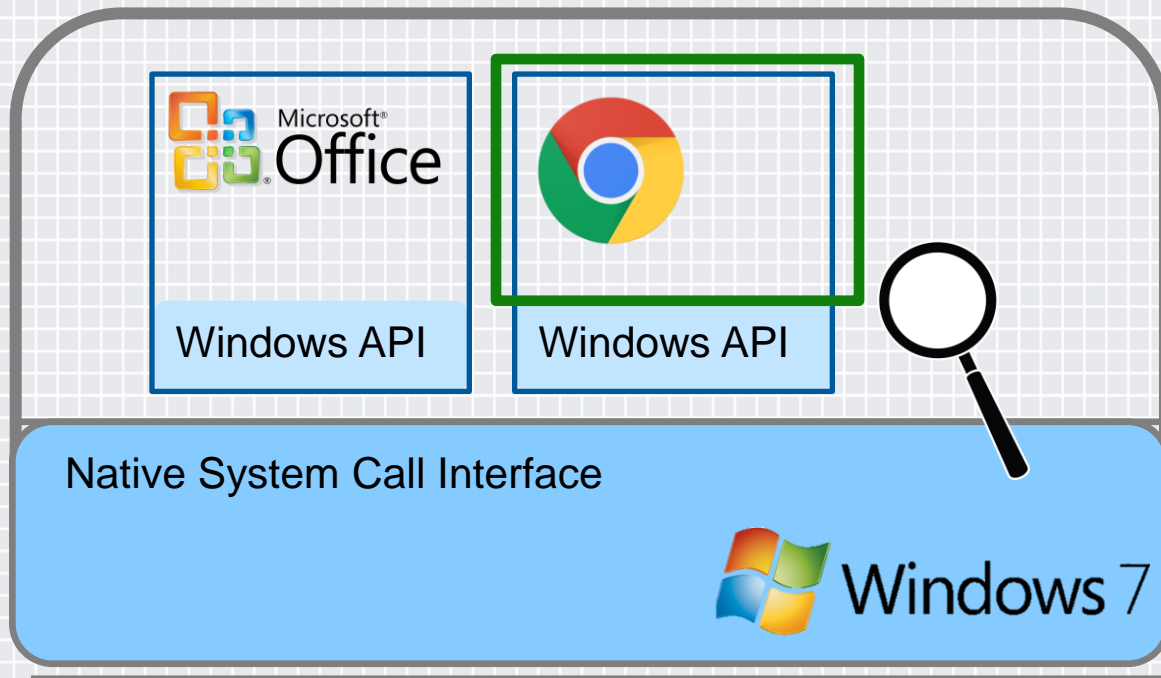 Microsoft®
Office®
Windows API
Windows API
Native System Call Interface
Windows 7